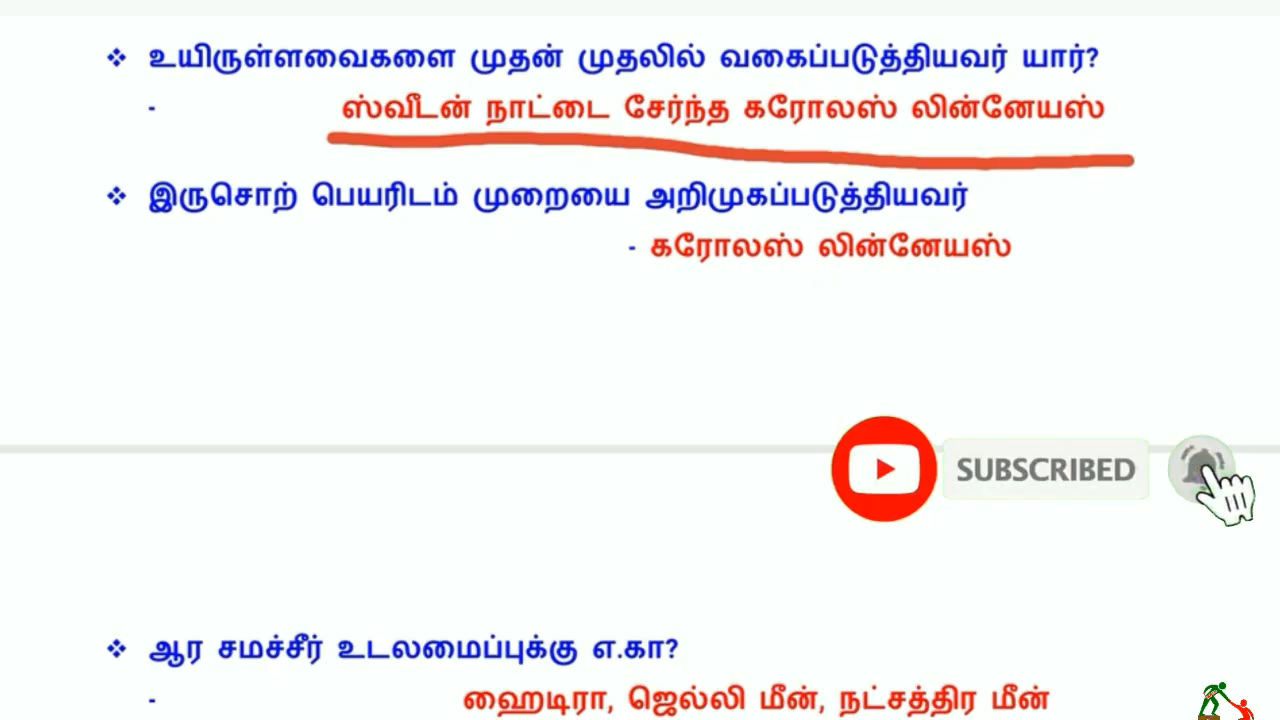 ❖ உயிருள்ளவைகளை முதன் முதலில் வகைப்படுத்தியவர் யார்?
- ஸ்வீடன் நாட்டை சேர்ந்த கரோலஸ் லின்னேயஸ்
❖ இருசொற் பெயரிடம் முறையை அறிமுகப்படுத்தியவர்
- கரோலஸ் லின்னேயஸ்
SUBSCRIBED
❖ ஆர சமச்சீர் உடலமைப்புக்கு எ.கா?
- ஹைடிரா, ஜெல்லி மீன், நட்சத்திர மீன்